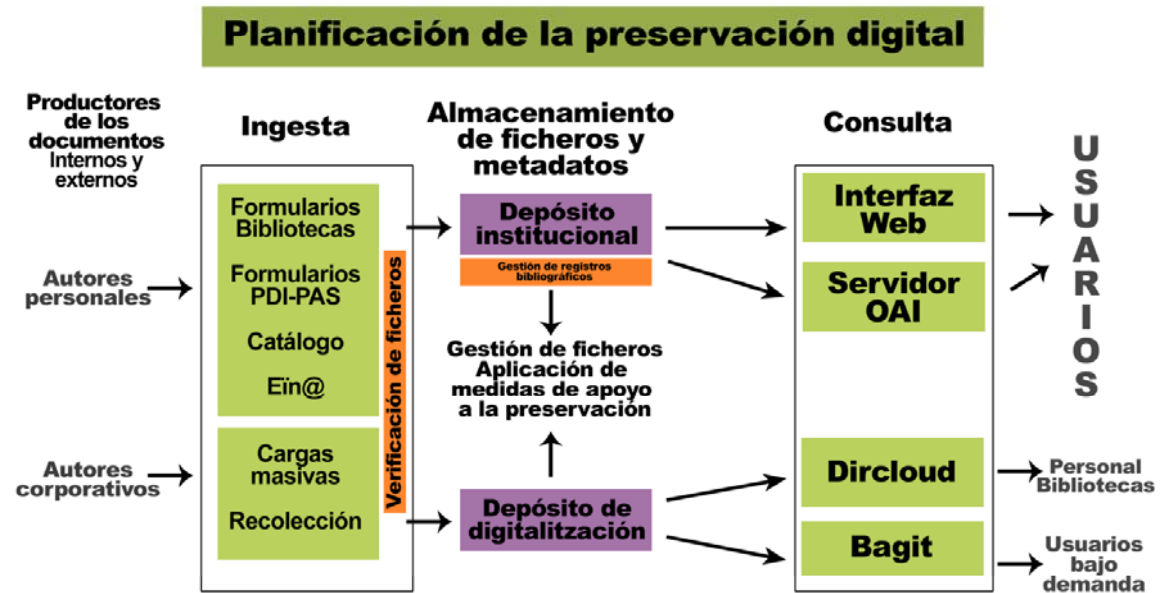 Planificación de la preservación digital
Productores
de los
documentos
Internos y
externos
Autores
personales
Autores
corporativos
Ingesta
Formularios
Bibliotecas
Formularios
PDI-PAS
Catálogo
Eïn@
Cargas
masivas
Recolección
Verificación de ficheros
Almacenamiento
de ficheros y
metadatos
Depósito
institucional
Gestión de registros
bibliográficos
Gestión de ficheros
Aplicación de
medidas de apoyo
a la preservación
Depósito de
digitalitzación
Consulta
Interfaz
Web
Servidor
OAI
Dircloud
Bagit
USUARIOS
Personal
Bibliotecas
Usuarios
bajo
demanda